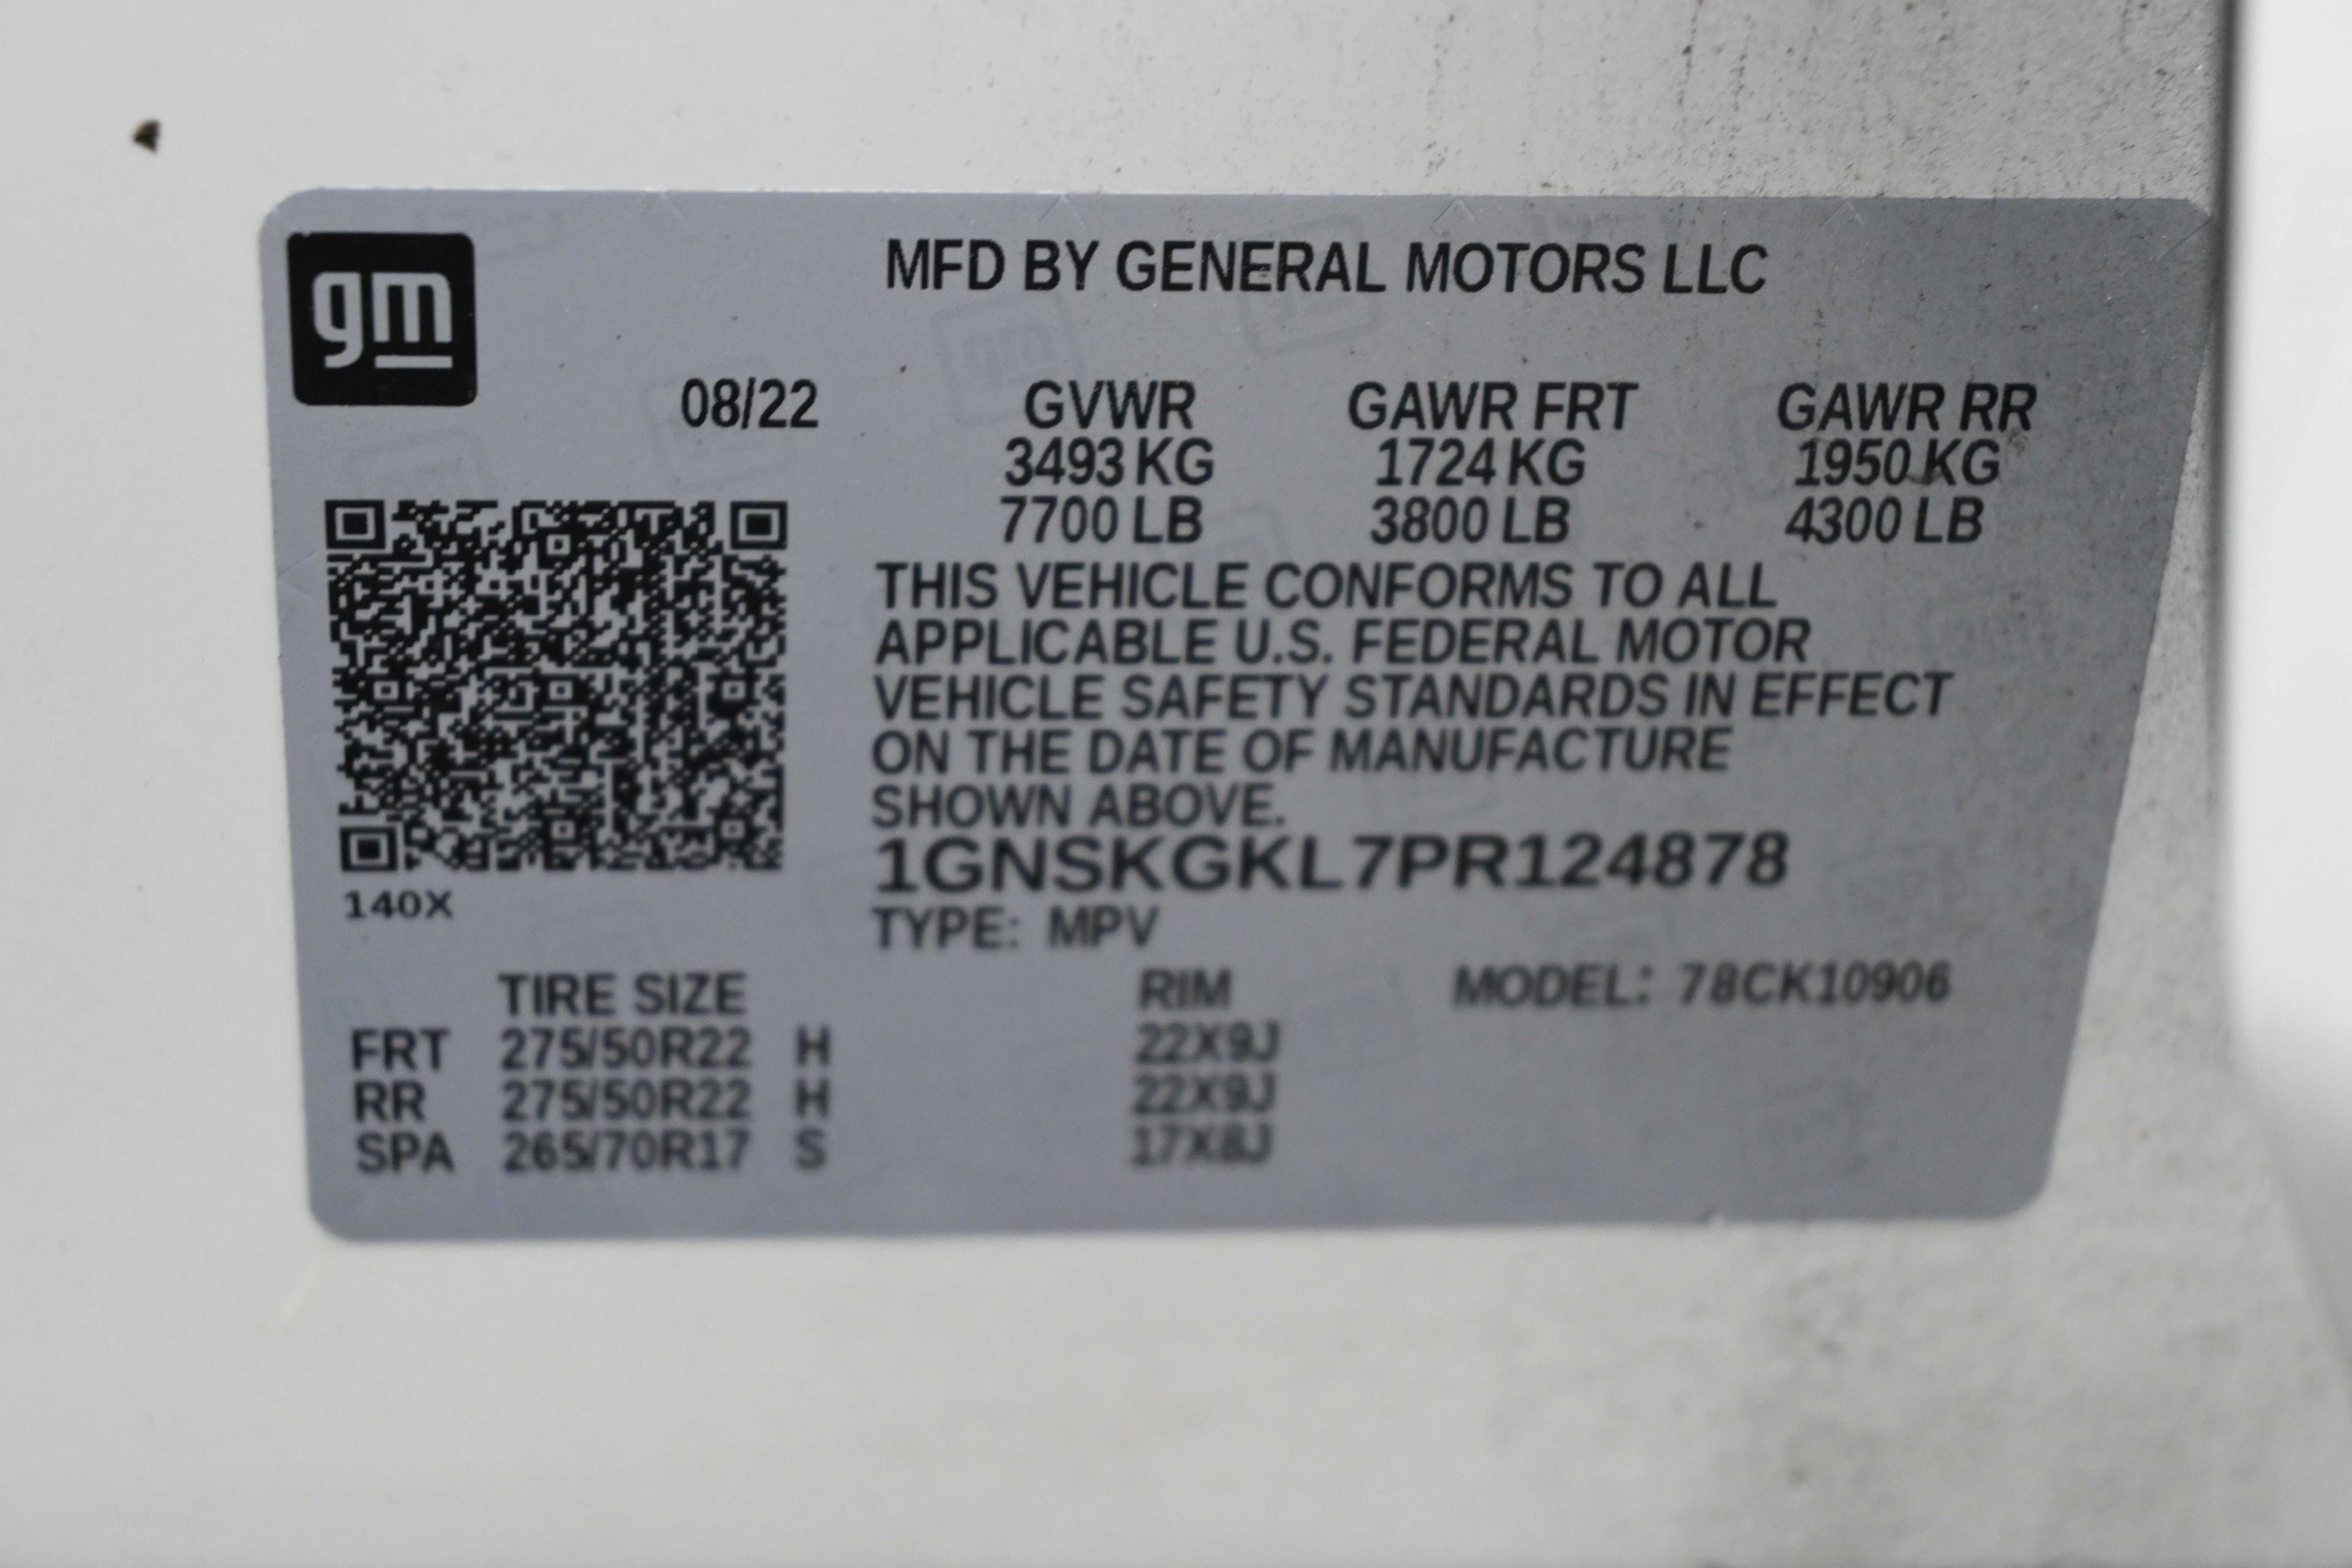 gm
MFD BY GENERAL MOTORS LLC
08/22 GVWR GAWR FRT GAWR RR
3493 KG 1724 KG 1950 KG
7700 LB 3800 LB 4300 LB
THIS VEHICLE CONFORMS TO ALL
APPLICABLE U.S. FEDERAL MOTOR
VEHICLE SAFETY STANDARDS IN EFFECT
ON THE DATE OF MANUFACTURE
SHOWN ABOVE.
1GNSKGKL7PR124878
140X
TYPE: MPV
TIRE SIZE RIM MODEL: 78CK10906
FRT 275/50R22 H 22X9J
RR 275/50R22 H 22X9J
SPA 265/70R17 S 17X8J